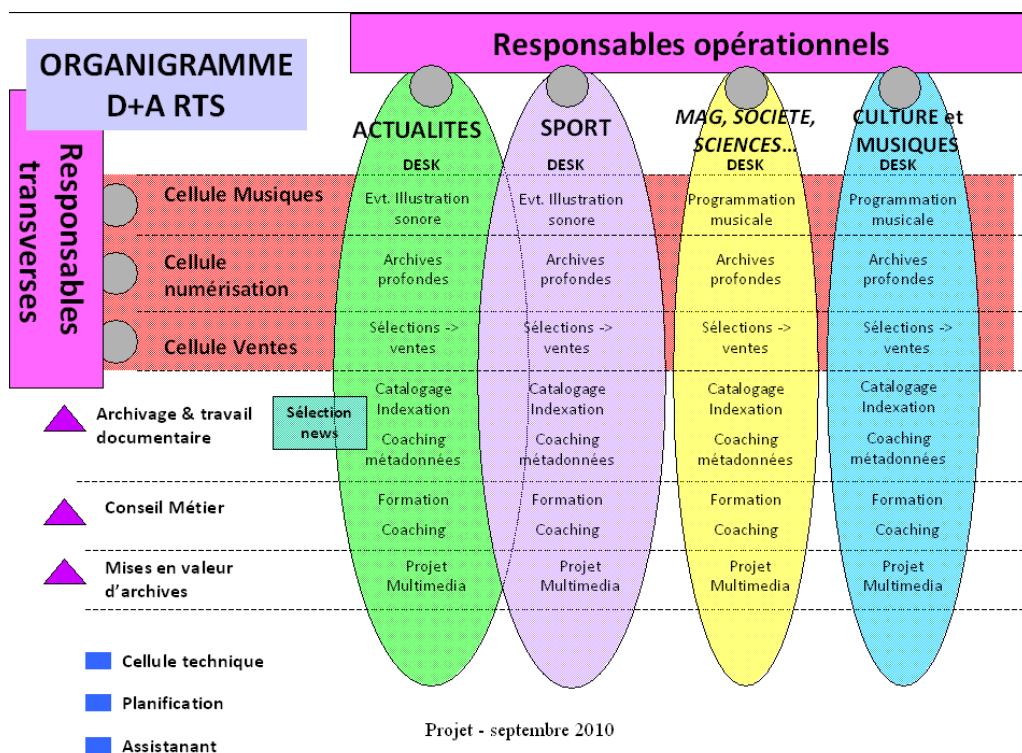 ORGANIGRAMME
D+A RTS
Responsables opérationnels
Responsables
transverses
ACTUALITES
DESK
SPORT
DESK
MAG, SOCIETE,
SCIENCES...
DESK
CULTURE et
MUSIQUES
DESK
Cellule Musiques
Evt. Illustration
sonore
Evt. Illustration
sonore
Programmation
musicale
Programmation
musicale
Cellule
numérisation
Archives
profondes
Archives
profondes
Archives
profondes
Archives
profondes
Cellule Ventes
Sélections ->
ventes
Sélections ->
ventes
Sélections ->
ventes
Sélections ->
ventes
Archivage & travail
documentaire
Sélection
news
Catalogage
Indexation
Coaching
métadonnées
Catalogage
Indexation
Coaching
métadonnées
Catalogage
Indexation
Coaching
métadonnées
Catalogage
Indexation
Coaching
métadonnées
Conseil Métier
Formation
Coaching
Formation
Coaching
Formation
Coaching
Formation
Coaching
Mises en valeur
d'archives
Projet
Multimedia
Projet
Multimedia
Projet
Multimedia
Projet
Multimedia
Cellule technique
Planification
Assistanant
Projet - septembre 2010